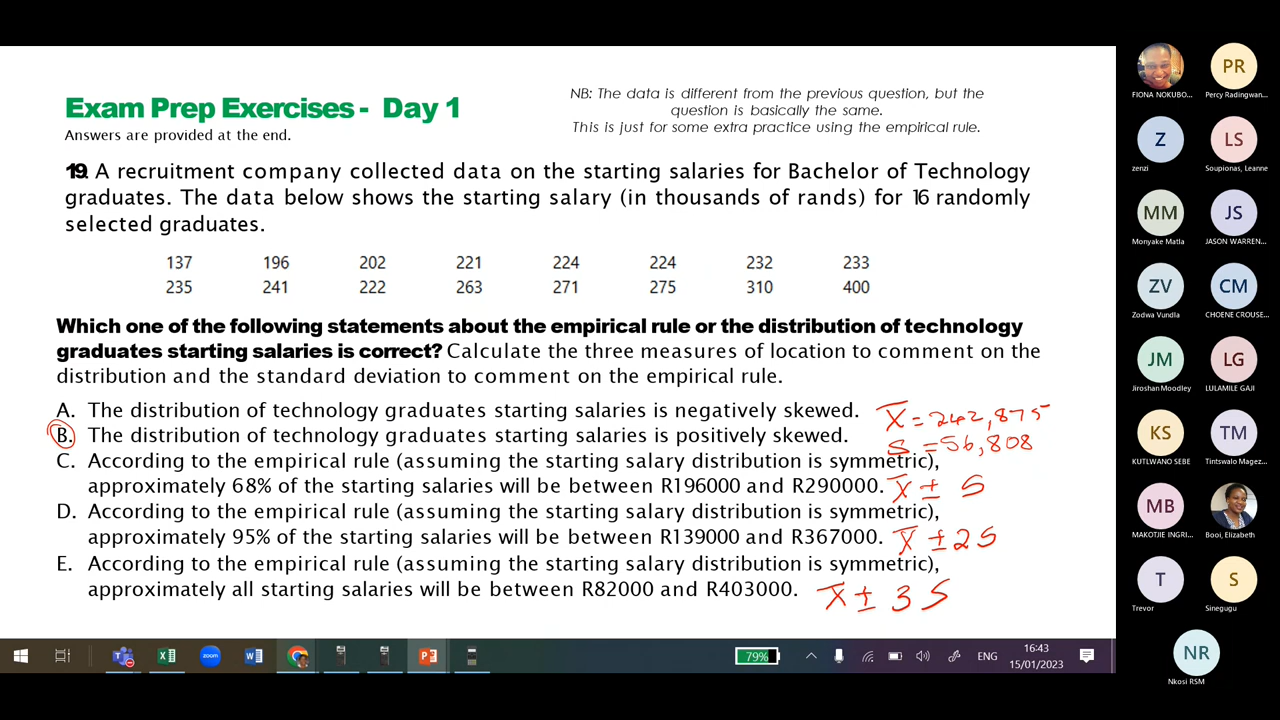 Exam Prep Exercises - Day 1
Answers are provided at the end.
NB: The data is different from the previous question, but the
question is basically the same.
This is just for some extra practice using the empirical rule.
19. A recruitment company collected data on the starting salaries for Bachelor of Technology
graduates. The data below shows the starting salary (in thousands of rands) for 16 randomly
selected graduates.
137 196 202 221 224 224 232 233
235 241 222 263 271 275 310 400
Which one of the following statements about the empirical rule or the distribution of technology
graduates starting salaries is correct? Calculate the three measures of location to comment on the
distribution and the standard deviation to comment on the empirical rule.
A. The distribution of technology graduates starting salaries is negatively skewed. x̄ = 242,875
B. The distribution of technology graduates starting salaries is positively skewed. S = 56,808
C. According to the empirical rule (assuming the starting salary distribution is symmetric),
approximately 68% of the starting salaries will be between R196000 and R290000. x̄ ± S
D. According to the empirical rule (assuming the starting salary distribution is symmetric),
approximately 95% of the starting salaries will be between R139000 and R367000. x̄ ± 2S
E. According to the empirical rule (assuming the starting salary distribution is symmetric),
approximately all starting salaries will be between R82000 and R403000. x̄ ± 3S
FIONA NOKUBO...
PR
Percy Radingwan...
Z
zenzi
LS
Soupionas, Leanne
MM
Monyake Matla
JS
JASON WARREN...
ZV
Zodwa Vundla
CM
CHOENE CROUSE...
JM
Jiroshan Moodley
LG
LULAMILE GAJI
KS
KUTLWANO SEBE
TM
Tintswalo Magez...
MB
MAKOTJIE INGRI...
Booi, Elizabeth
T
Trevor
S
Sinegugu
NR
Nkosi RSM
zoom
79%
ENG
16:43
15/01/2023